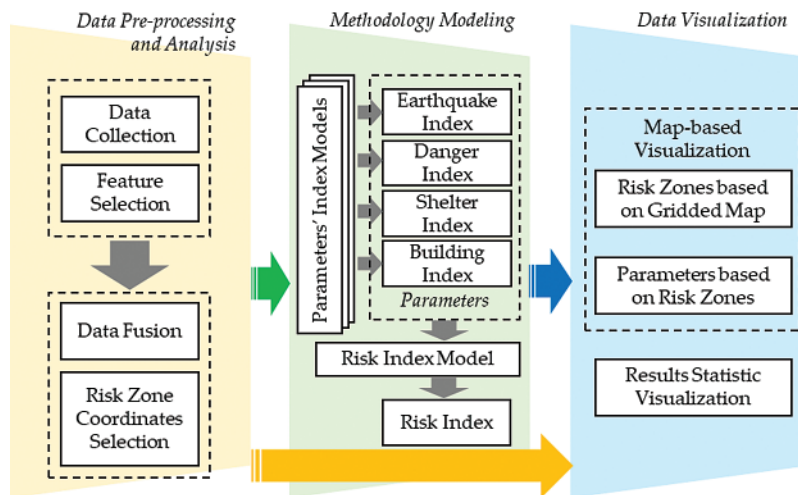 Data Pre-processing
and Analysis
Data
Collection
Feature
Selection
Data Fusion
Risk Zone
Coordinates
Selection
Methodology Modeling
Parameters' Index Models
Earthquake
Index
Danger
Index
Shelter
Index
Building
Index
Parameters
Risk Index Model
Risk Index
Data Visualization
Map-based
Visualization
Risk Zones based
on Gridded Map
Parameters based
on Risk Zones
Results Statistic
Visualization